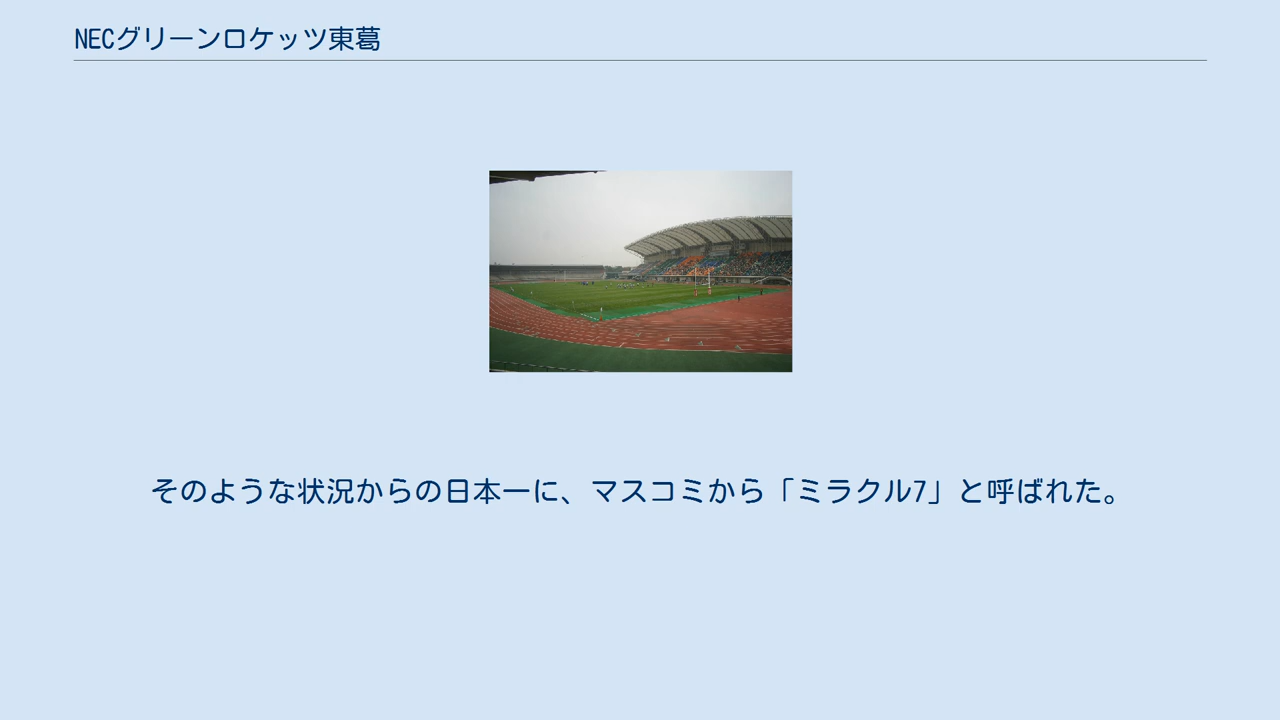 NECグリーンロケッツ東葛
そのような状況からの日本一に、マスコミから「ミラクル7」と呼ばれた。